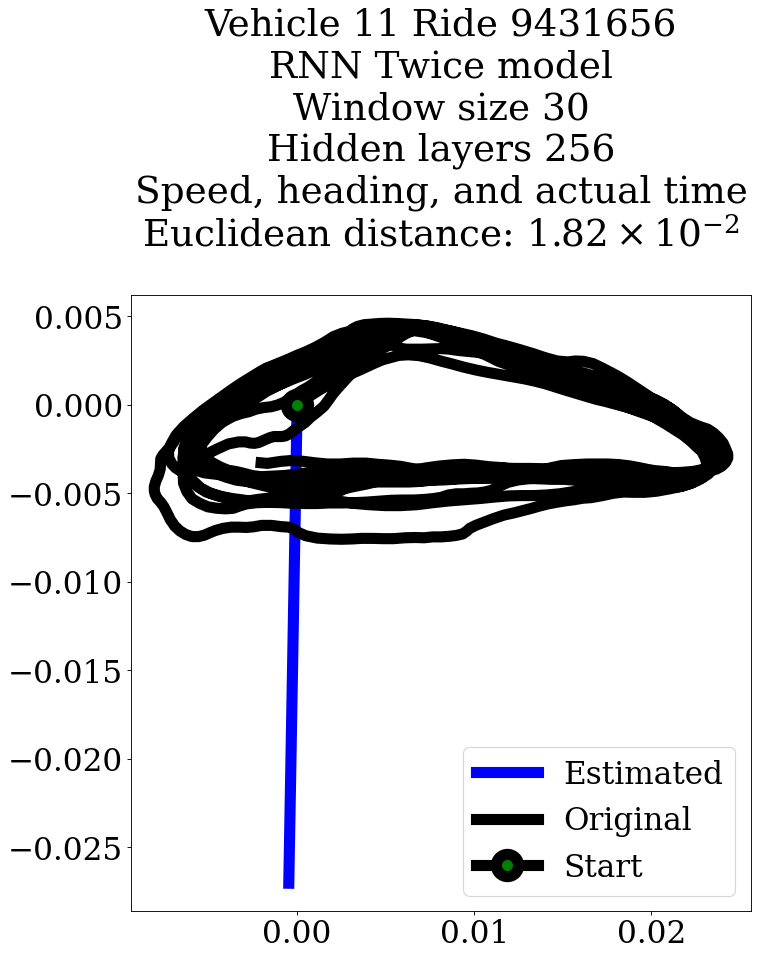 Vehicle 11 Ride 9431656
RNN Twice model
Window size 30
Hidden layers 256
Speed, heading, and actual time
Euclidean distance: 1.82 × 10⁻²
0.005
0.000
−0.005
−0.010
−0.015
−0.020
−0.025
Estimated
Original
Start
0.00 0.01 0.02